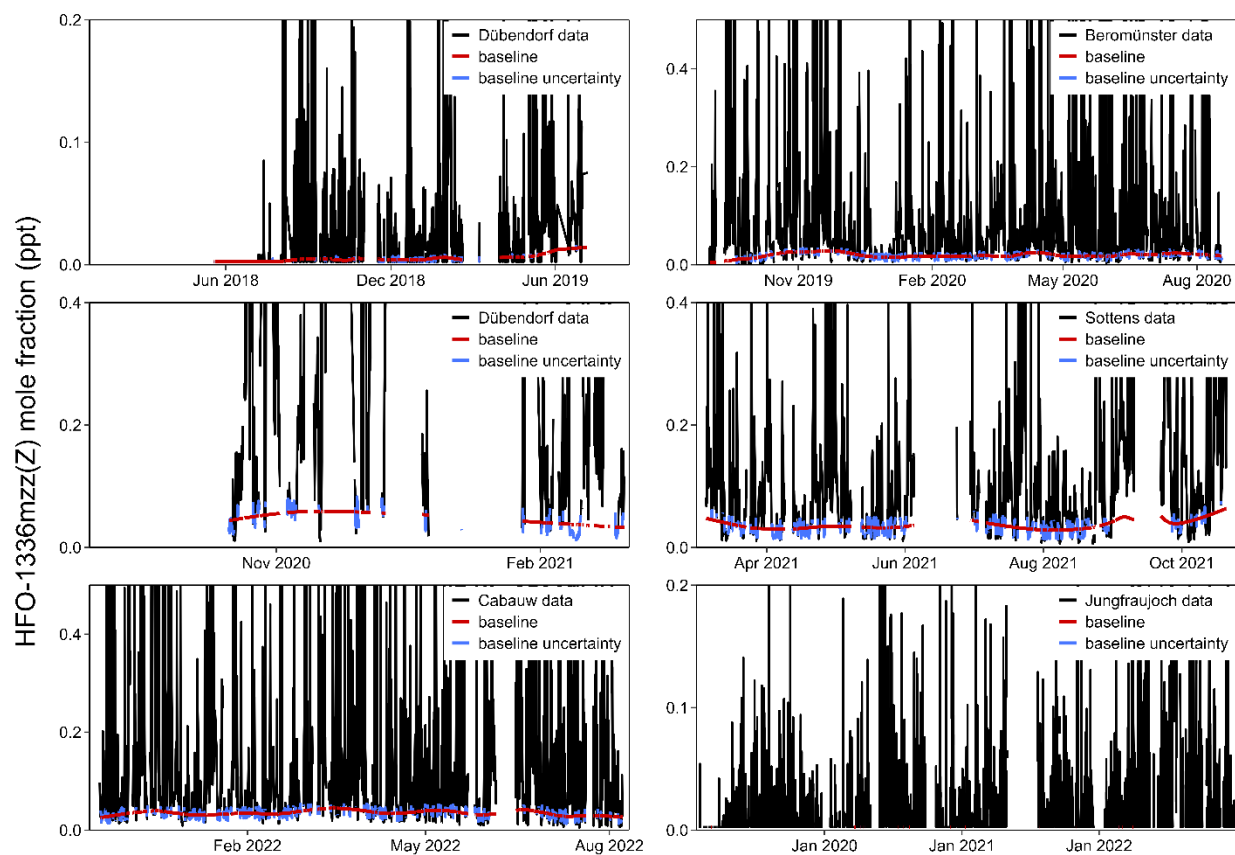 HFO-1336mzz(Z) mole fraction (ppt)
0.2
0.1
0.0
Dübendorf data
baseline
baseline uncertainty
Jun 2018 Dec 2018 Jun 2019
0.4
0.2
0.0
Beromünster data
baseline
baseline uncertainty
Nov 2019 Feb 2020 May 2020 Aug 2020
0.4
0.2
0.0
Dübendorf data
baseline
baseline uncertainty
Nov 2020 Feb 2021
0.4
0.2
0.0
Sottens data
baseline
baseline uncertainty
Apr 2021 Jun 2021 Aug 2021 Oct 2021
0.4
0.2
0.0
Cabauw data
baseline
baseline uncertainty
Feb 2022 May 2022 Aug 2022
0.2
0.1
0.0
Jungfraujoch data
baseline
baseline uncertainty
Jan 2020 Jan 2021 Jan 2022